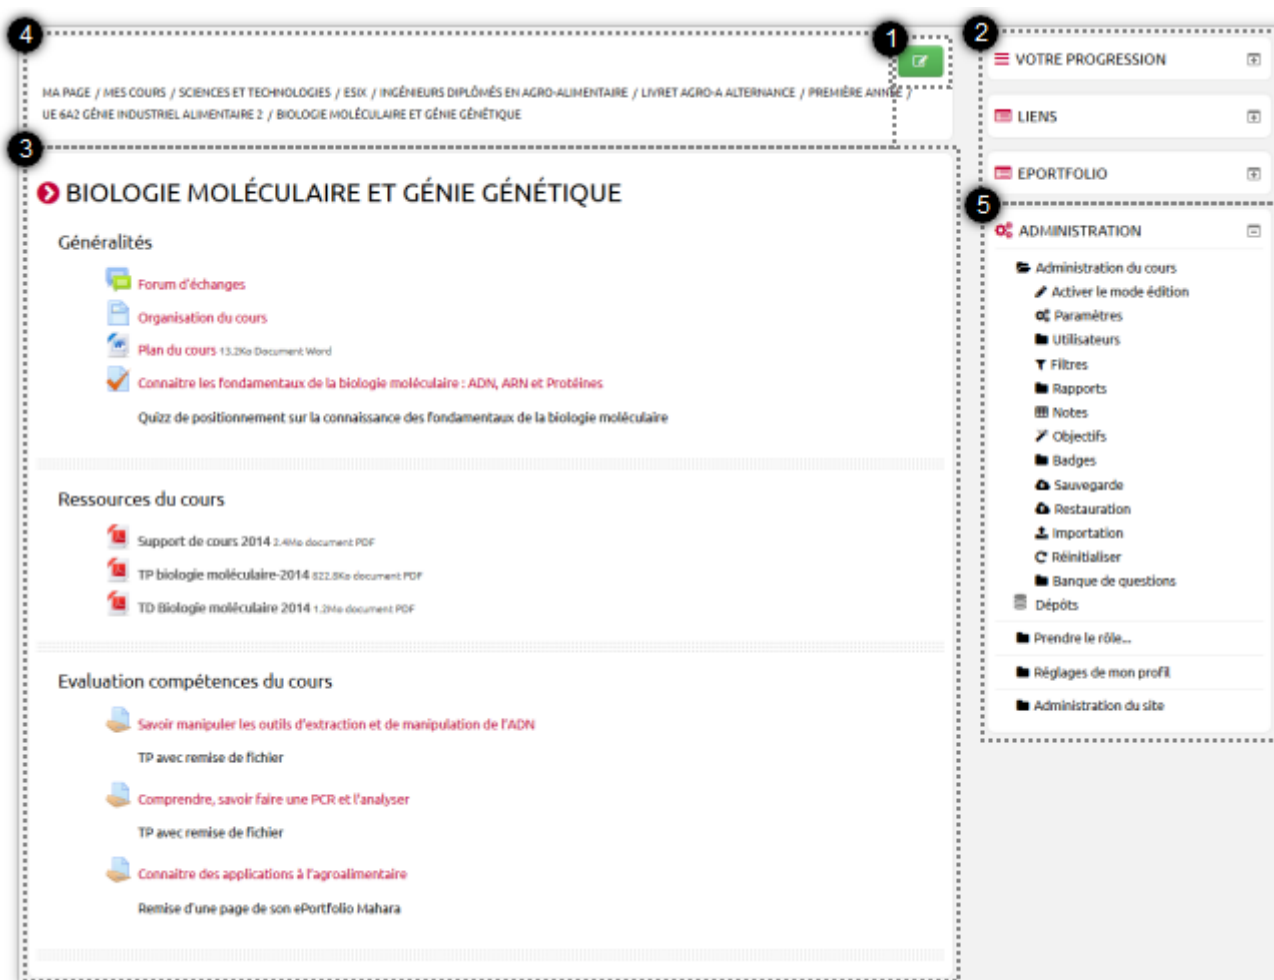 4
1
MA PAGE / MES COURS / SCIENCES ET TECHNOLOGIES / ESIX / INGÉNIEURS DIPLÔMÉS EN AGRO-ALIMENTAIRE / LIVRET AGRO-A ALTERNANCE / PREMIÈRE ANNÉE /
UE 6A2 GÉNIE INDUSTRIEL ALIMENTAIRE 2 / BIOLOGIE MOLÉCULAIRE ET GÉNIE GÉNÉTIQUE
3
BIOLOGIE MOLÉCULAIRE ET GÉNIE GÉNÉTIQUE
Généralités
Forum d'échanges
Organisation du cours
Plan du cours 13.2Ko Document Word
Connaitre les fondamentaux de la biologie moléculaire : ADN, ARN et Protéines
Quizz de positionnement sur la connaissance des fondamentaux de la biologie moléculaire
Ressources du cours
Support de cours 2014 2.4Mo document PDF
TP biologie moléculaire-2014 822.8Ko document PDF
TD Biologie moléculaire 2014 1.2Mo document PDF
Evaluation compétences du cours
Savoir manipuler les outils d'extraction et de manipulation de l'ADN
TP avec remise de fichier
Comprendre, savoir faire une PCR et l'analyser
TP avec remise de fichier
Connaitre des applications à l'agroalimentaire
Remise d'une page de son ePortfolio Mahara
2
VOTRE PROGRESSION
LIENS
EPORTFOLIO
5
ADMINISTRATION
Administration du cours
Activer le mode édition
Paramètres
Utilisateurs
Filtres
Rapports
Notes
Objectifs
Badges
Sauvegarde
Restauration
Importation
Réinitialiser
Banque de questions
Dépôts
Prendre le rôle...
Réglages de mon profil
Administration du site